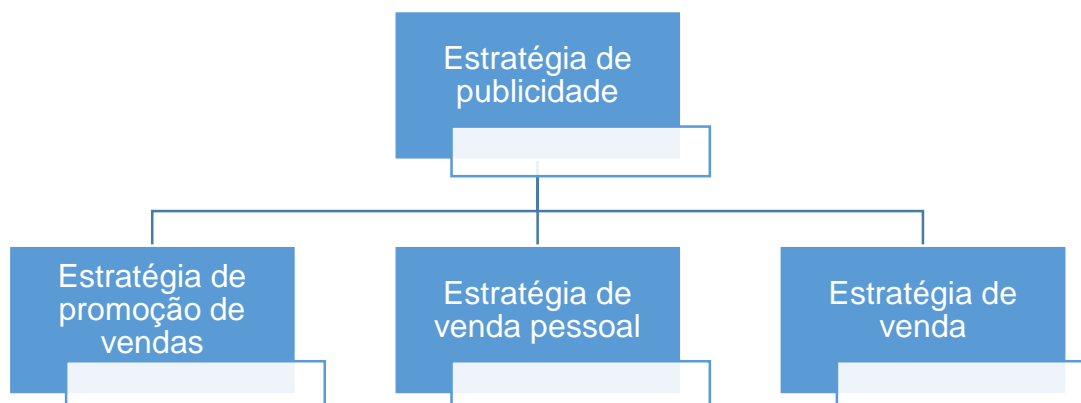 Estratégia de
publicidade
Estratégia de
promoção de
vendas
Estratégia de
venda pessoal
Estratégia de
venda